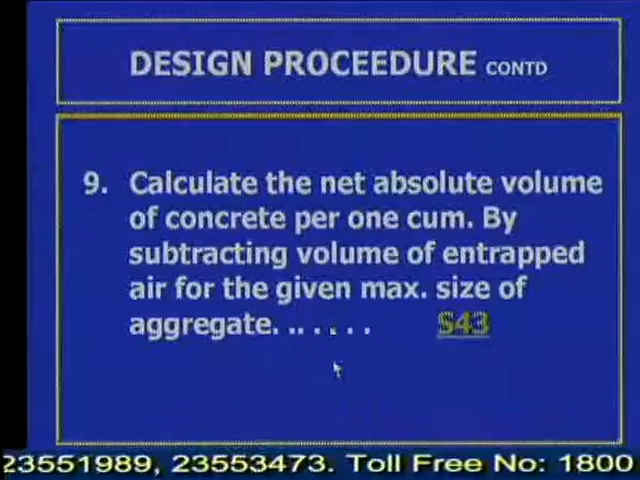 DESIGN PROCEEDURE CONTD
9. Calculate the net absolute volume
of concrete per one cum. By
subtracting volume of entrapped
air for the given max. size of
aggregate. .. . . . . S43
23551989, 23553473. Toll Free No: 1800